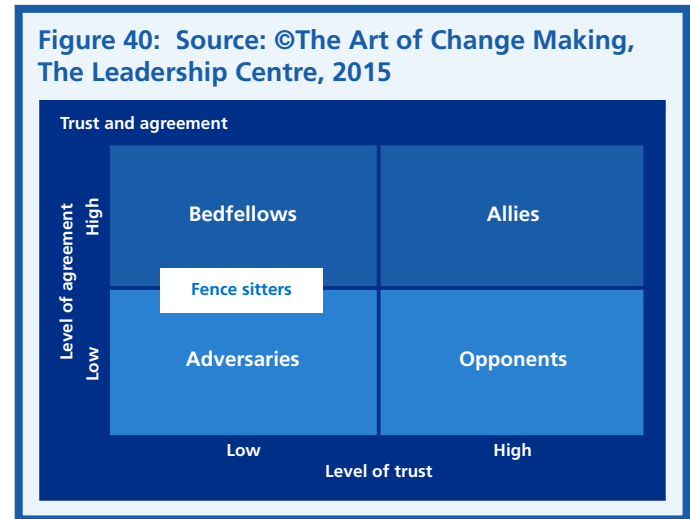 Figure 40: Source: ©The Art of Change Making,
The Leadership Centre, 2015
Trust and agreement
Level of agreement
High
Low
Bedfellows
Allies
Fence sitters
Adversaries
Opponents
Low
High
Level of trust